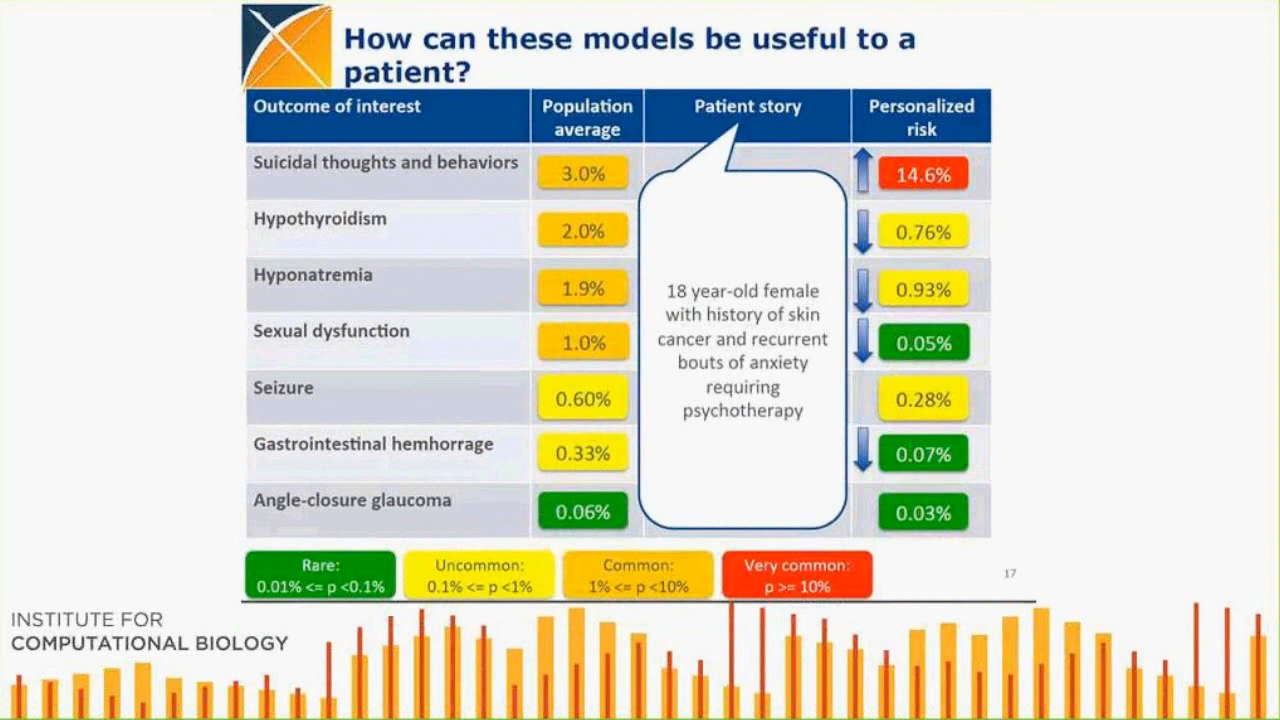 How can these models be useful to a
patient?
Outcome of interest
Population
average
Patient story
Personalized
risk
Suicidal thoughts and behaviors
3.0%
14.6%
Hypothyroidism
2.0%
0.76%
Hyponatremia
1.9%
0.93%
Sexual dysfunction
1.0%
0.05%
Seizure
0.60%
0.28%
Gastrointestinal hemhorrage
0.33%
0.07%
Angle-closure glaucoma
0.06%
0.03%
18 year-old female
with history of skin
cancer and recurrent
bouts of anxiety
requiring
psychotherapy
Rare:
0.01% <= p <0.1%
Uncommon:
0.1% <= p <1%
Common:
1% <= p <10%
Very common:
p >= 10%
17
INSTITUTE FOR
COMPUTATIONAL BIOLOGY